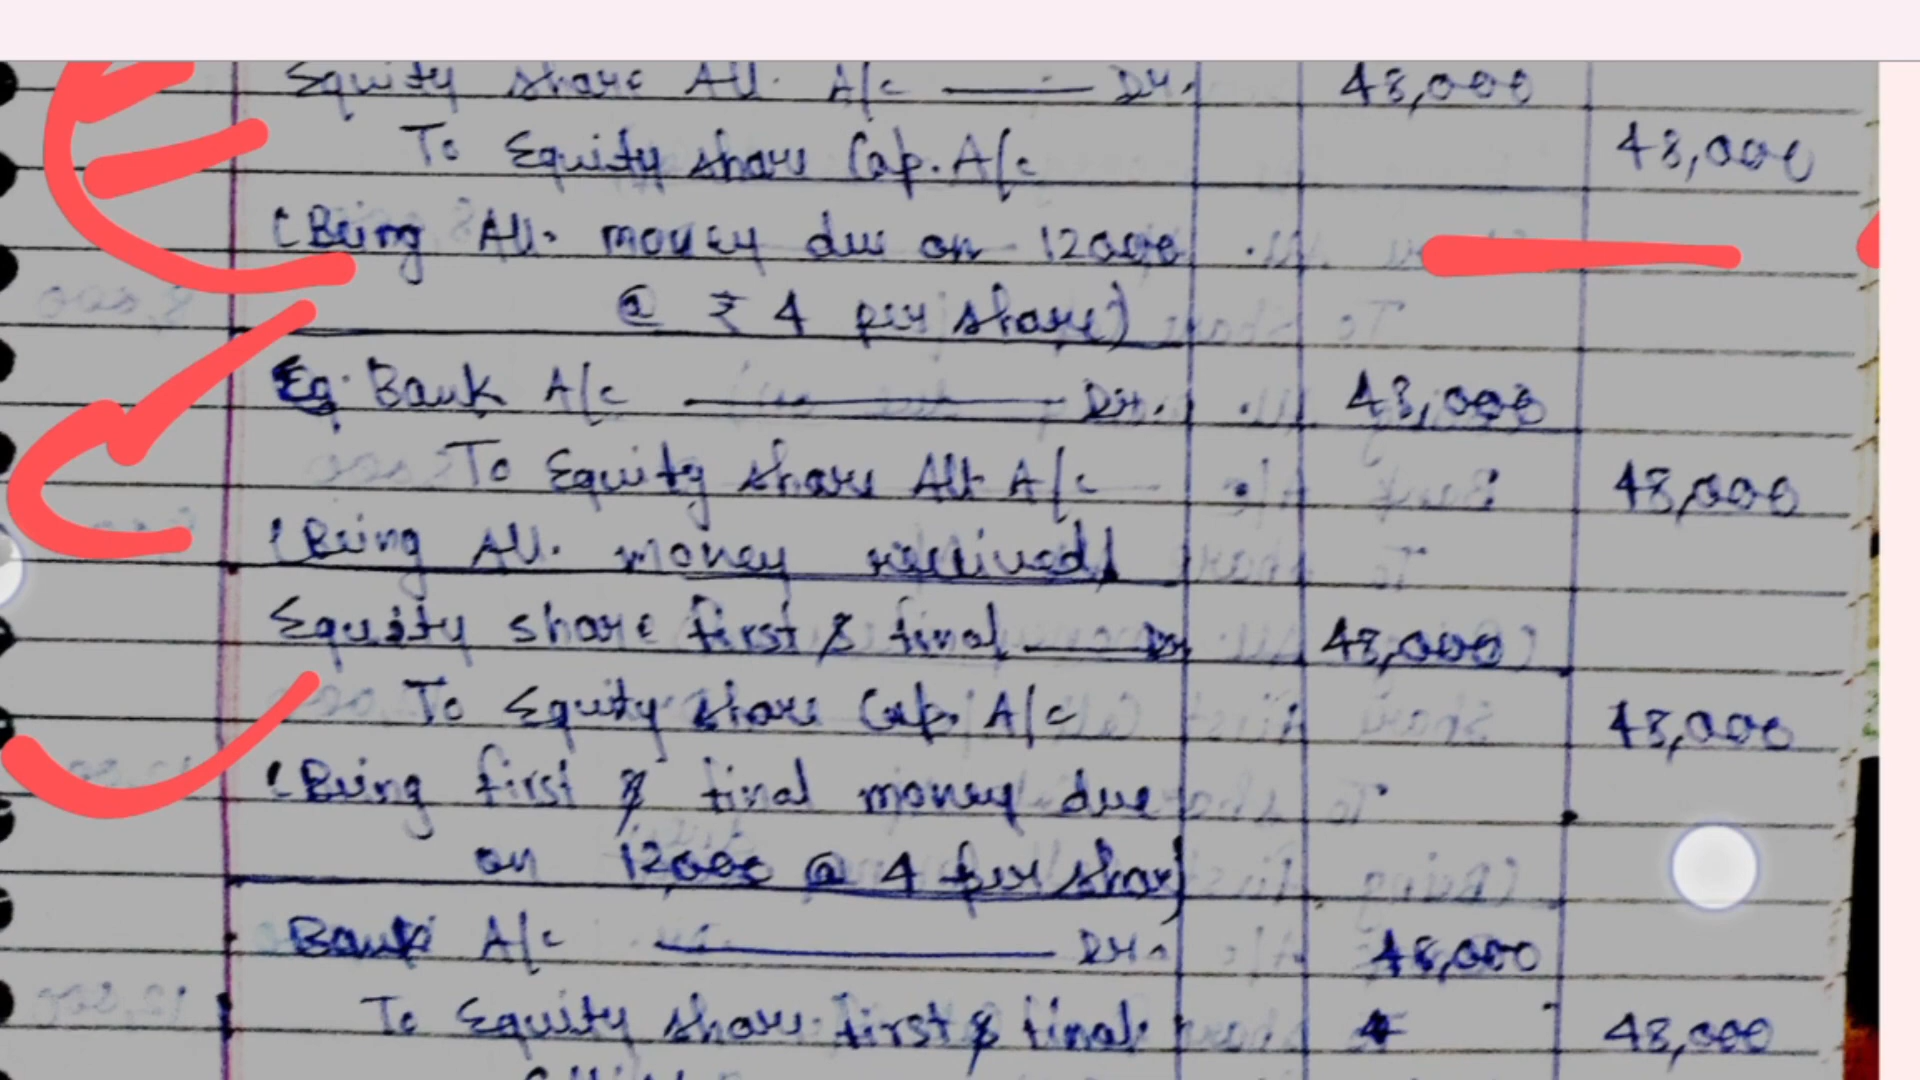 Equity share All. A/c ——— Dr. 48,000
To Equity share Cap. A/c 48,000
(Being All. money due on 12000
@ ₹ 4 per share)
Eq. Bank A/c ——— Dr. 48,000
To Equity share All A/c 48,000
(Being All. money received)
Equity share first & final ——— Dr 48,000
To Equity share Cap. A/c 48,000
(Being first & final money due
on 12000 @ 4 per share)
Bank A/c ——— Dr. 48,000
To Equity share first & final 48,000